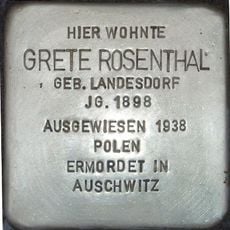 HIER WOHNTE
GRETE ROSENTHAL
GEB. LANDESDORF
JG. 1898
AUSGEWIESEN 1938
POLEN
ERMORDET IN
AUSCHWITZ